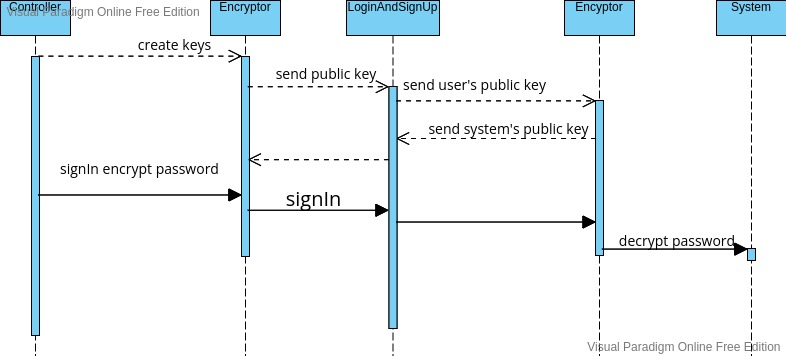 Controller
Encryptor
LoginAndSignUp
Encyptor
System
Visual Paradigm Online Free Edition
create keys
send public key
send user's public key
send system's public key
signIn encrypt password
signIn
decrypt password
Visual Paradigm Online Free Edition